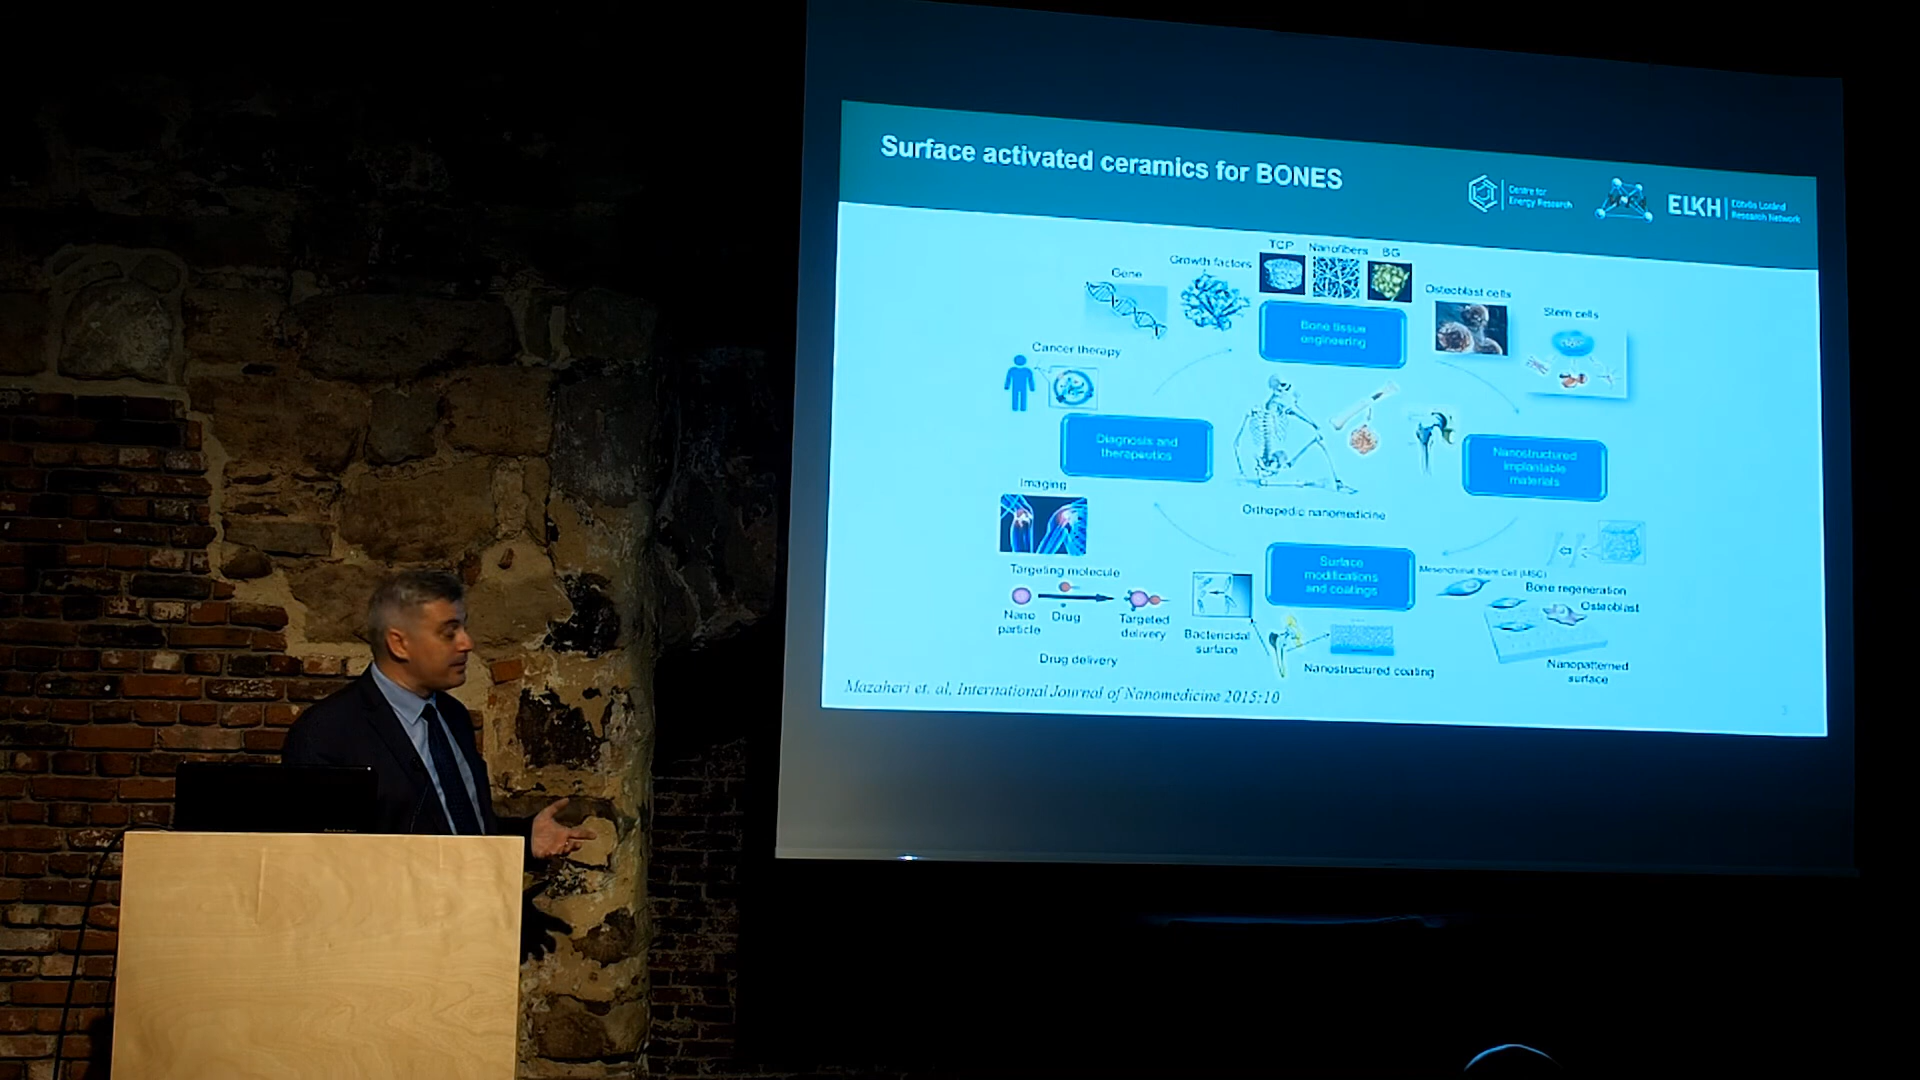 Surface activated ceramics for BONES
Centre for
Energy Research
ELKH
Eötvös Loránd
Research Network
TCP
Nanofibers
BG
Growth factors
Gene
Osteoblast cells
Stem cells
Bone tissue
engineering
Cancer therapy
Diagnosis and
therapeutics
Nanostructured
implantable
materials
Imaging
Orthopedic nanomedicine
Surface
modifications
and coatings
Targeting molecule
Nano
particle
Drug
Targeted
delivery
Drug delivery
Bactericidal
surface
Nanostructured coating
Mesenchymal Stem Cell (MSC)
Bone regeneration
Osteoblast
Nanopatterned
surface
Mazaheri et. al, International Journal of Nanomedicine 2015:10